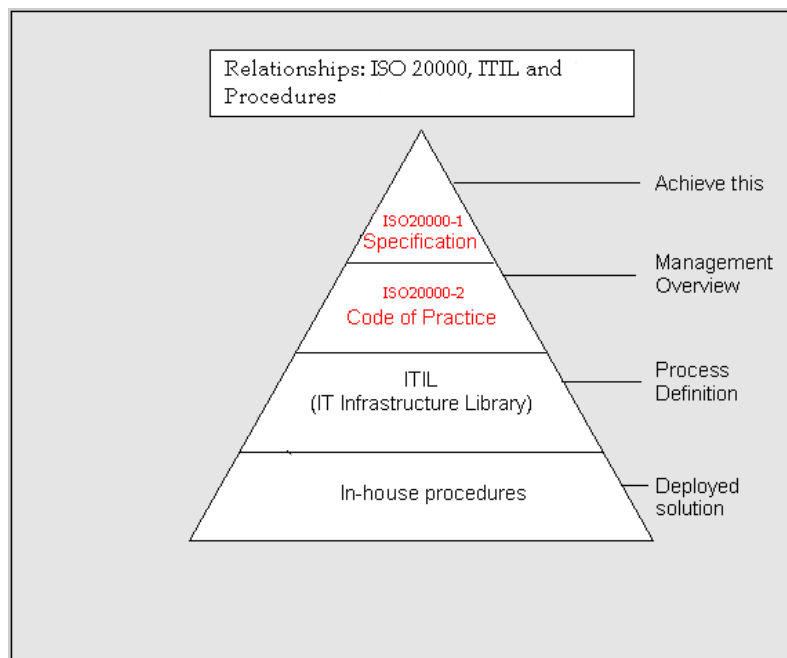 Relationships: ISO 20000, ITIL and
Procedures
Achieve this
ISO20000-1
Specification
Management
Overview
ISO20000-2
Code of Practice
Process
Definition
ITIL
(IT Infrastructure Library)
Deployed
solution
In-house procedures